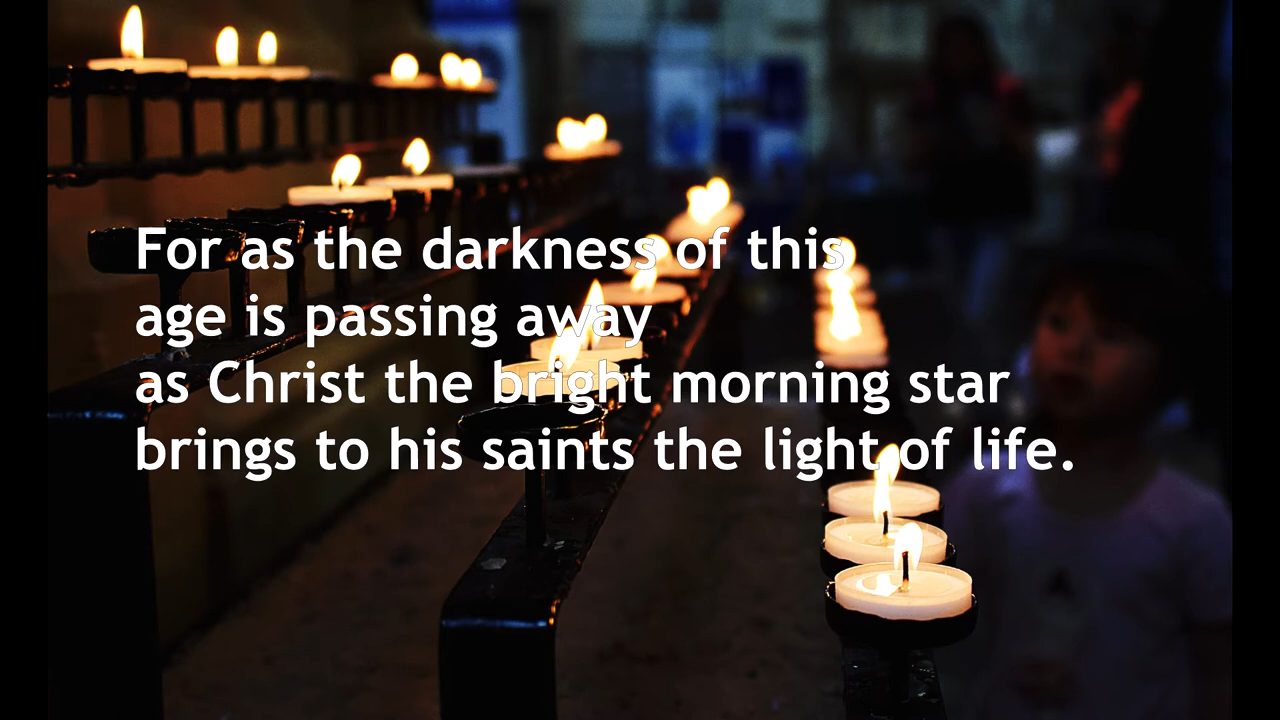 For as the darkness of this
age is passing away
as Christ the bright morning star
brings to his saints the light of life.